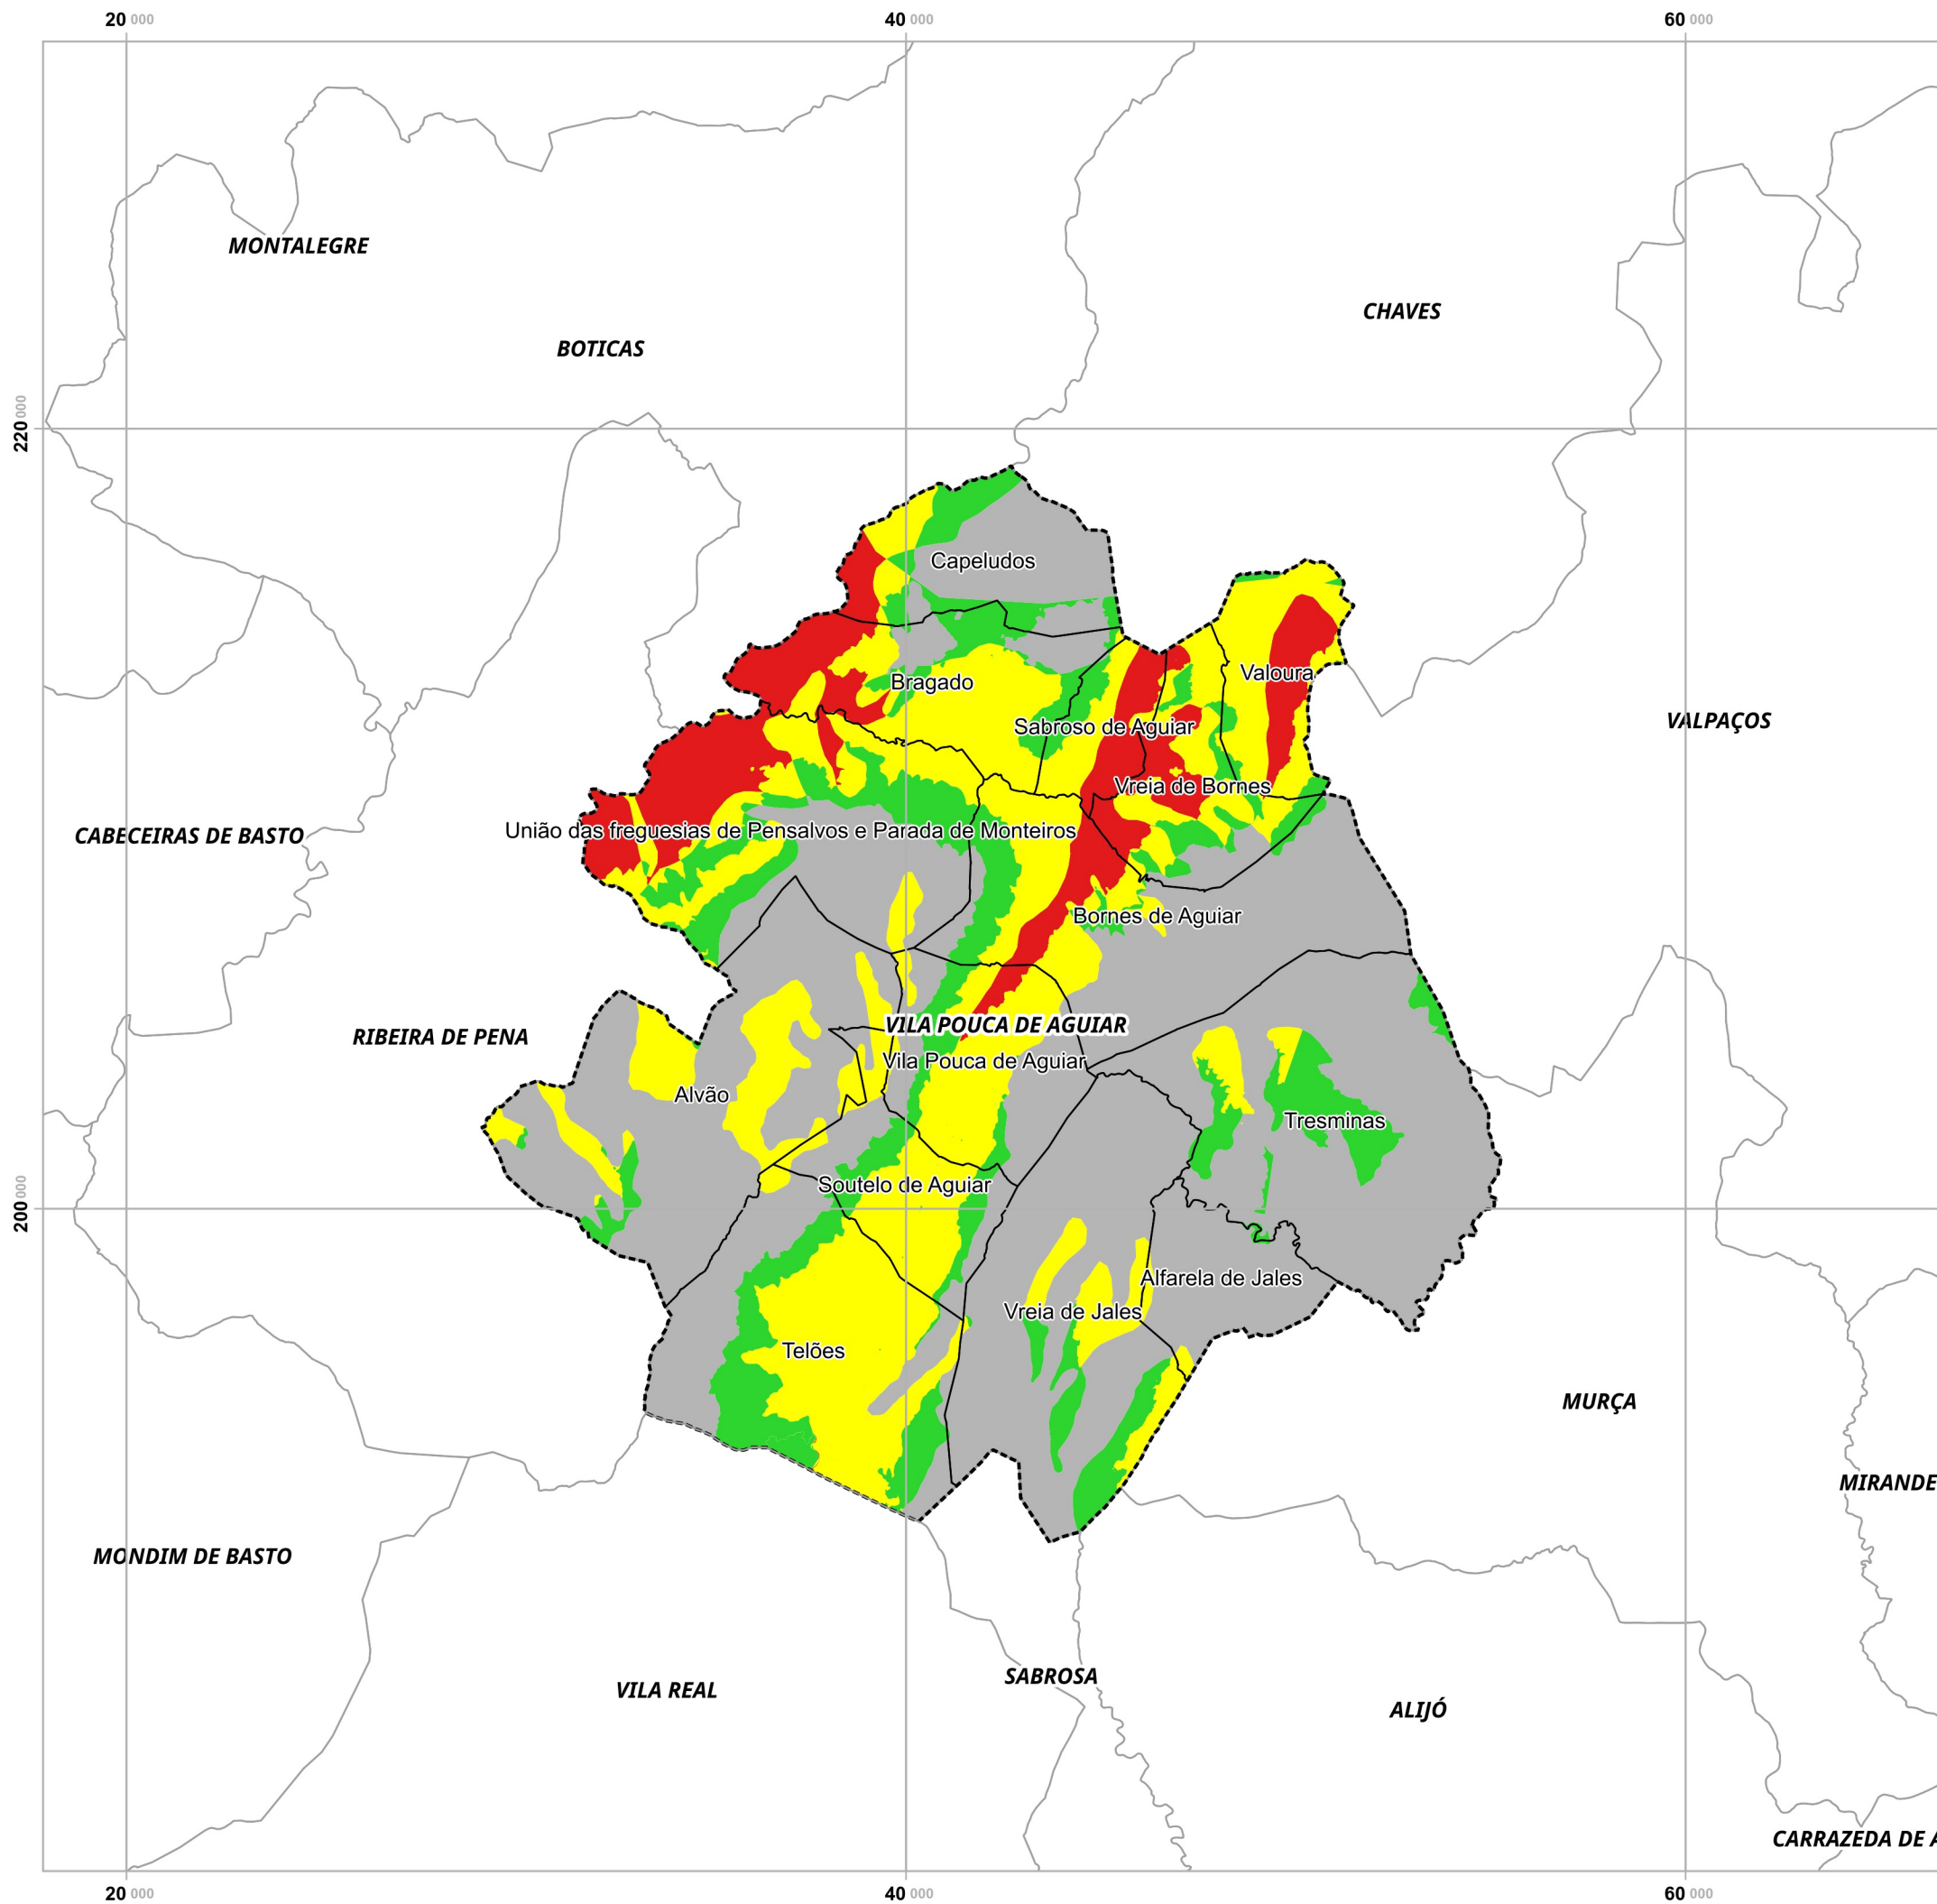 20 000
40 000
60 000
MONTALEGRE
CHAVES
BOTICAS
220 000
Capeludos
Valoura
Bragado
VALPAÇOS
Sabroso de Aguiar
Vreia de Bornes
União das freguesias de Pensalvos e Parada de Monteiros
CABECEIRAS DE BASTO
Bornes de Aguiar
VILA POUCA DE AGUIAR
RIBEIRA DE PENA
Vila Pouca de Aguiar
Alvão
Tresminas
Soutelo de Aguiar
200 000
Alfarela de Jales
Vreia de Jales
Telões
MURÇA
MIRANDE
MONDIM DE BASTO
SABROSA
VILA REAL
ALIJÓ
CARRAZEDA DE A
20 000
40 000
60 000